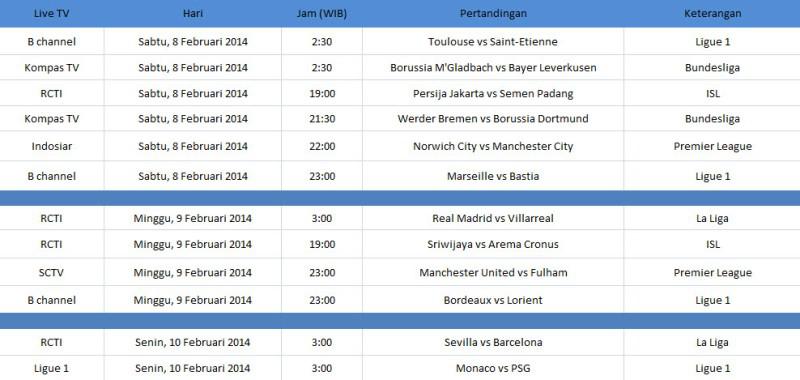 Live TV Hari Jam (WIB) Pertandingan Keterangan
B channel Sabtu, 8 Februari 2014 2:30 Toulouse vs Saint-Etienne Ligue 1
Kompas TV Sabtu, 8 Februari 2014 2:30 Borussia M'Gladbach vs Bayer Leverkusen Bundesliga
RCTI Sabtu, 8 Februari 2014 19:00 Persija Jakarta vs Semen Padang ISL
Kompas TV Sabtu, 8 Februari 2014 21:30 Werder Bremen vs Borussia Dortmund Bundesliga
Indosiar Sabtu, 8 Februari 2014 22:00 Norwich City vs Manchester City Premier League
B channel Sabtu, 8 Februari 2014 23:00 Marseille vs Bastia Ligue 1
RCTI Minggu, 9 Februari 2014 3:00 Real Madrid vs Villarreal La Liga
RCTI Minggu, 9 Februari 2014 19:00 Sriwijaya vs Arema Cronus ISL
SCTV Minggu, 9 Februari 2014 23:00 Manchester United vs Fulham Premier League
B channel Minggu, 9 Februari 2014 23:00 Bordeaux vs Lorient Ligue 1
RCTI Senin, 10 Februari 2014 3:00 Sevilla vs Barcelona La Liga
Ligue 1 Senin, 10 Februari 2014 3:00 Monaco vs PSG Ligue 1